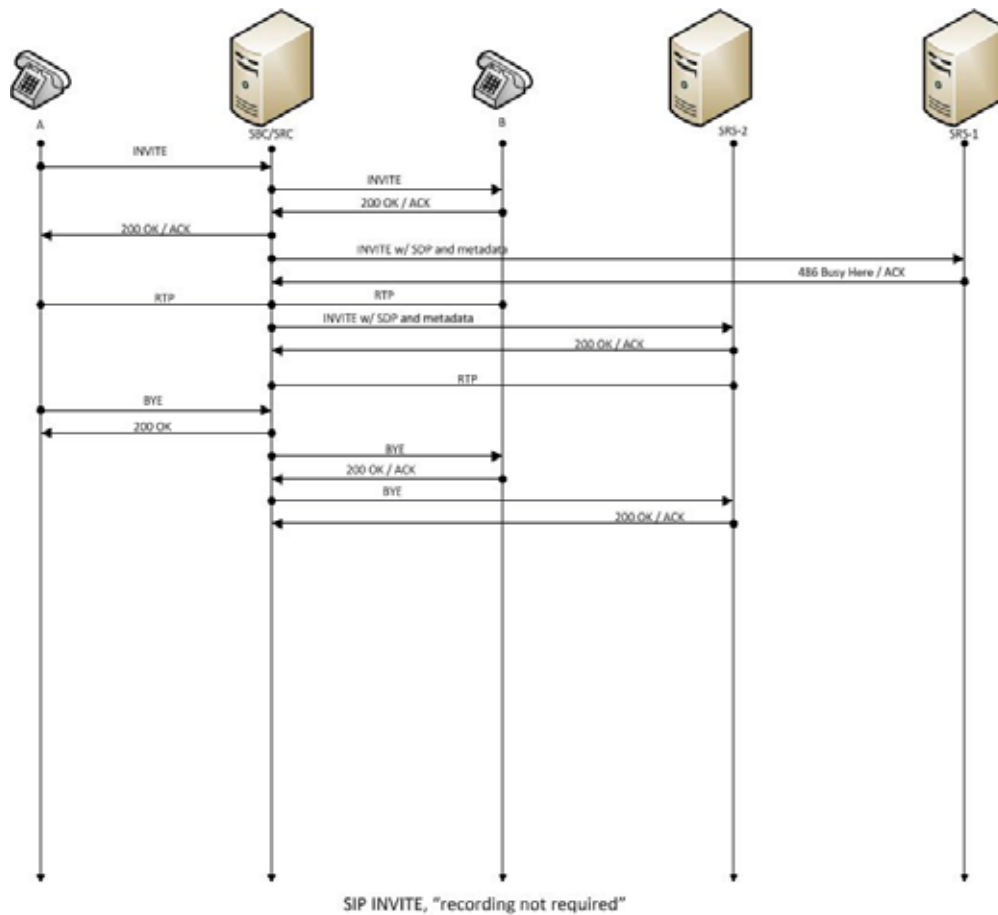 A
SBC/SRC
B
SRS-2
SRS-1
INVITE
INVITE
200 OK / ACK
200 OK / ACK
INVITE w/ SDP and metadata
486 Busy Here / ACK
RTP
RTP
INVITE w/ SDP and metadata
200 OK / ACK
RTP
BYE
200 OK
BYE
200 OK / ACK
BYE
200 OK / ACK
SIP INVITE, “recording not required”